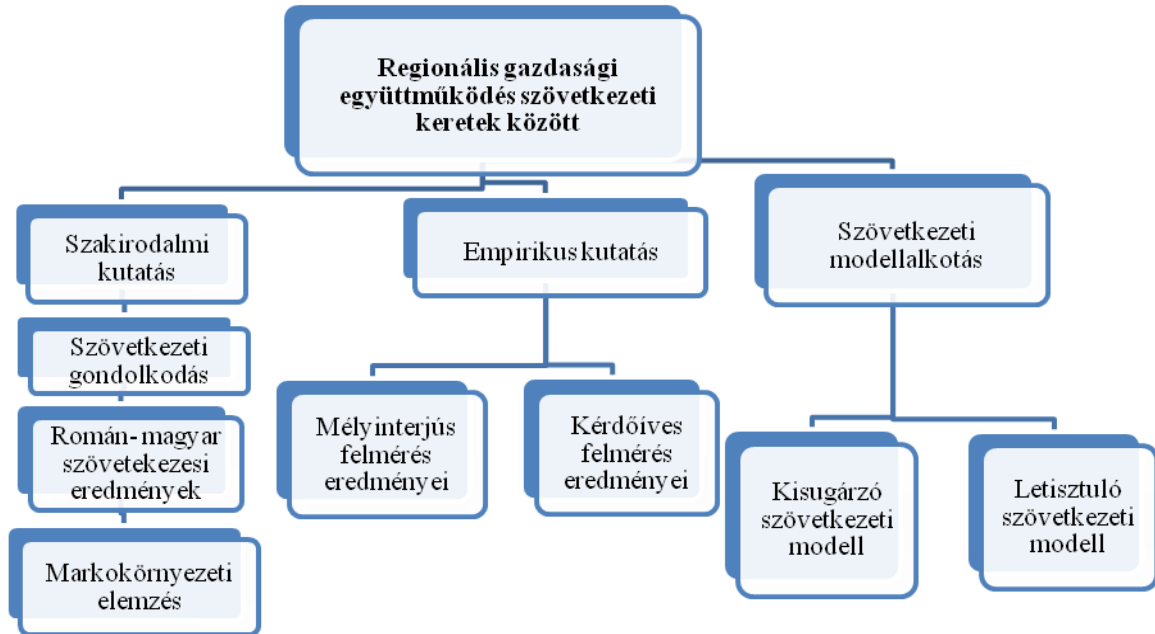 Regionális gazdasági
együttműködés szövetkezeti
keretek között
Szakirodalmi
kutatás
Szövetkezeti
gondolkodás
Román-magyar
szövetekezesi
eredmények
Markokörnyezeti
elemzés
Empirikus kutatás
Mélyinterjús
felmérés
eredményei
Kérdőíves
felmérés
eredményei
Szövetkezeti
modellalkotás
Kisugárzó
szövetkezeti
modell
Letisztuló
szövetkezeti
modell